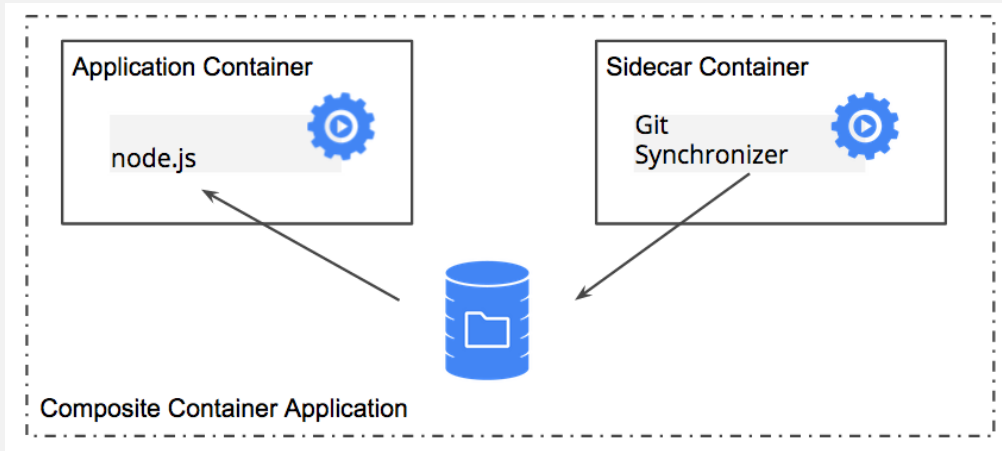 Application Container
node.js
Sidecar Container
Git
Synchronizer
Composite Container Application